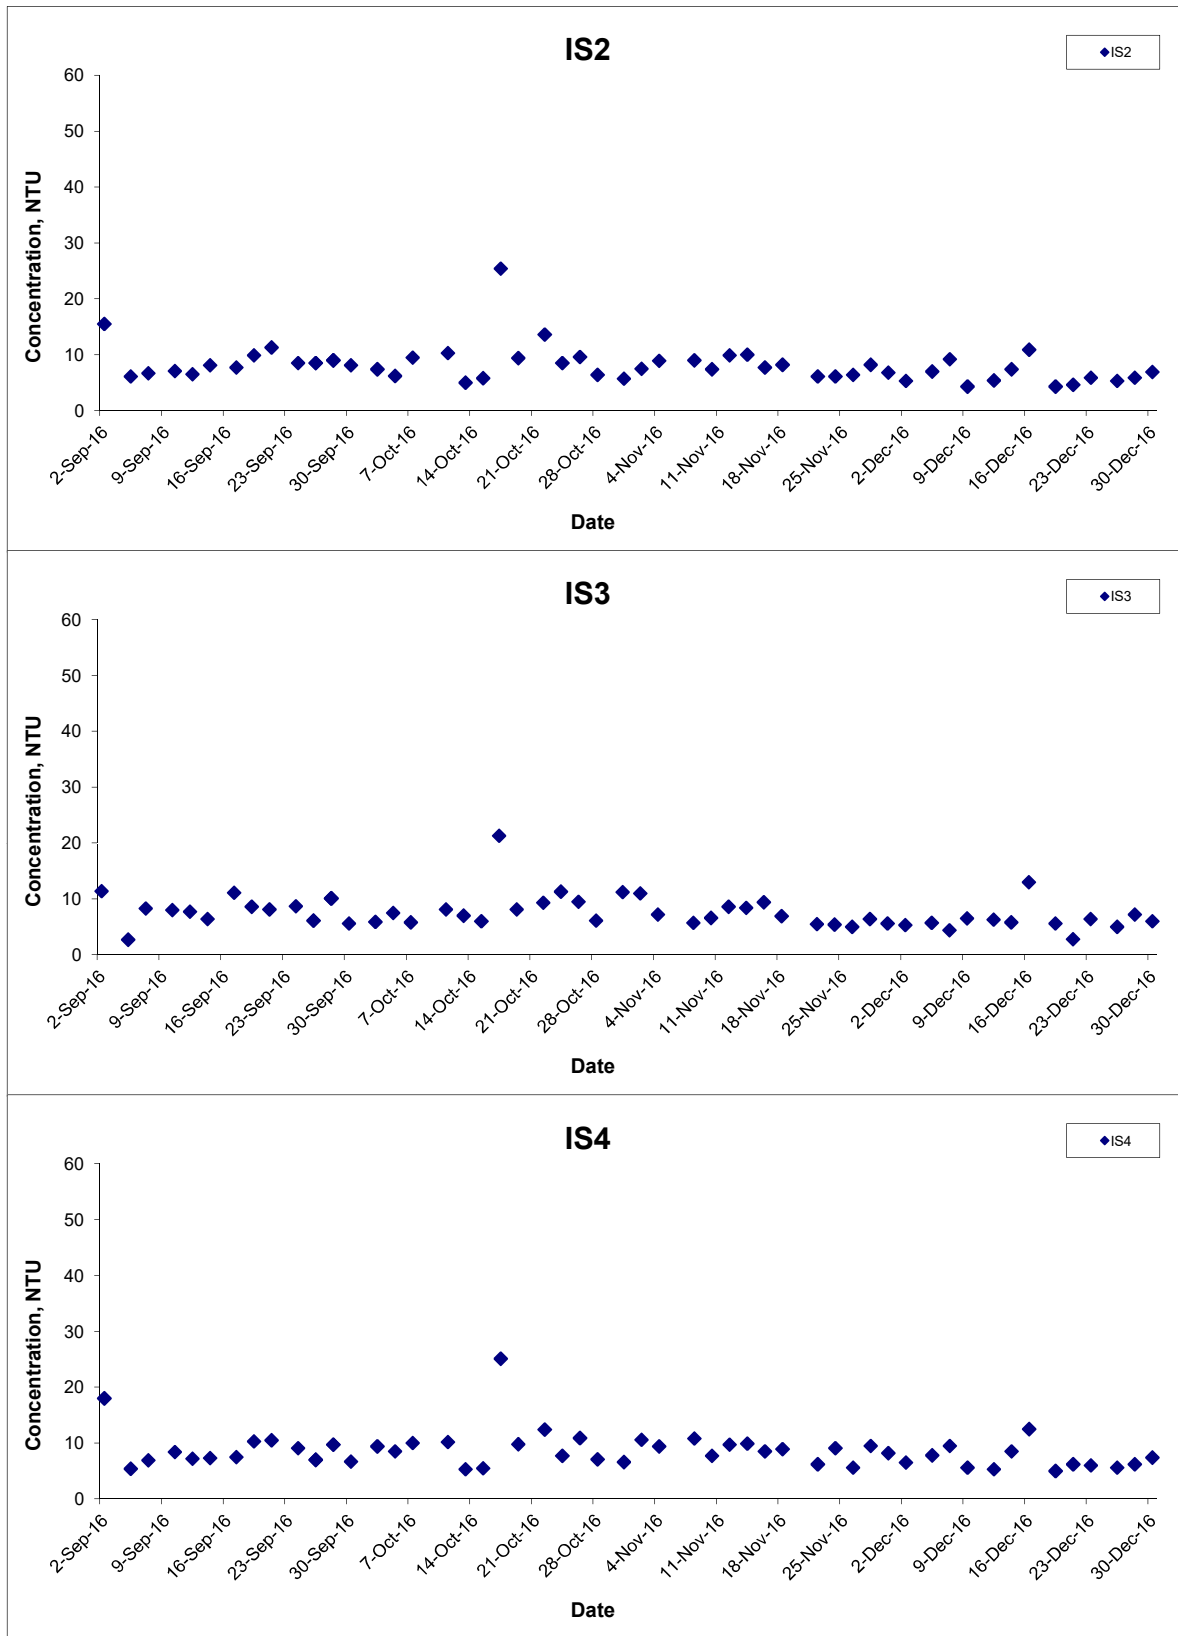 IS2
IS2
60
50
40
30
20
10
0
Concentration, NTU
2-Sep-16 9-Sep-16 16-Sep-16 23-Sep-16 30-Sep-16 7-Oct-16 14-Oct-16 21-Oct-16 28-Oct-16 4-Nov-16 11-Nov-16 18-Nov-16 25-Nov-16 2-Dec-16 9-Dec-16 16-Dec-16 23-Dec-16 30-Dec-16
Date
IS3
IS3
60
50
40
30
20
10
0
Concentration, NTU
2-Sep-16 9-Sep-16 16-Sep-16 23-Sep-16 30-Sep-16 7-Oct-16 14-Oct-16 21-Oct-16 28-Oct-16 4-Nov-16 11-Nov-16 18-Nov-16 25-Nov-16 2-Dec-16 9-Dec-16 16-Dec-16 23-Dec-16 30-Dec-16
Date
IS4
IS4
60
50
40
30
20
10
0
Concentration, NTU
2-Sep-16 9-Sep-16 16-Sep-16 23-Sep-16 30-Sep-16 7-Oct-16 14-Oct-16 21-Oct-16 28-Oct-16 4-Nov-16 11-Nov-16 18-Nov-16 25-Nov-16 2-Dec-16 9-Dec-16 16-Dec-16 23-Dec-16 30-Dec-16
Date